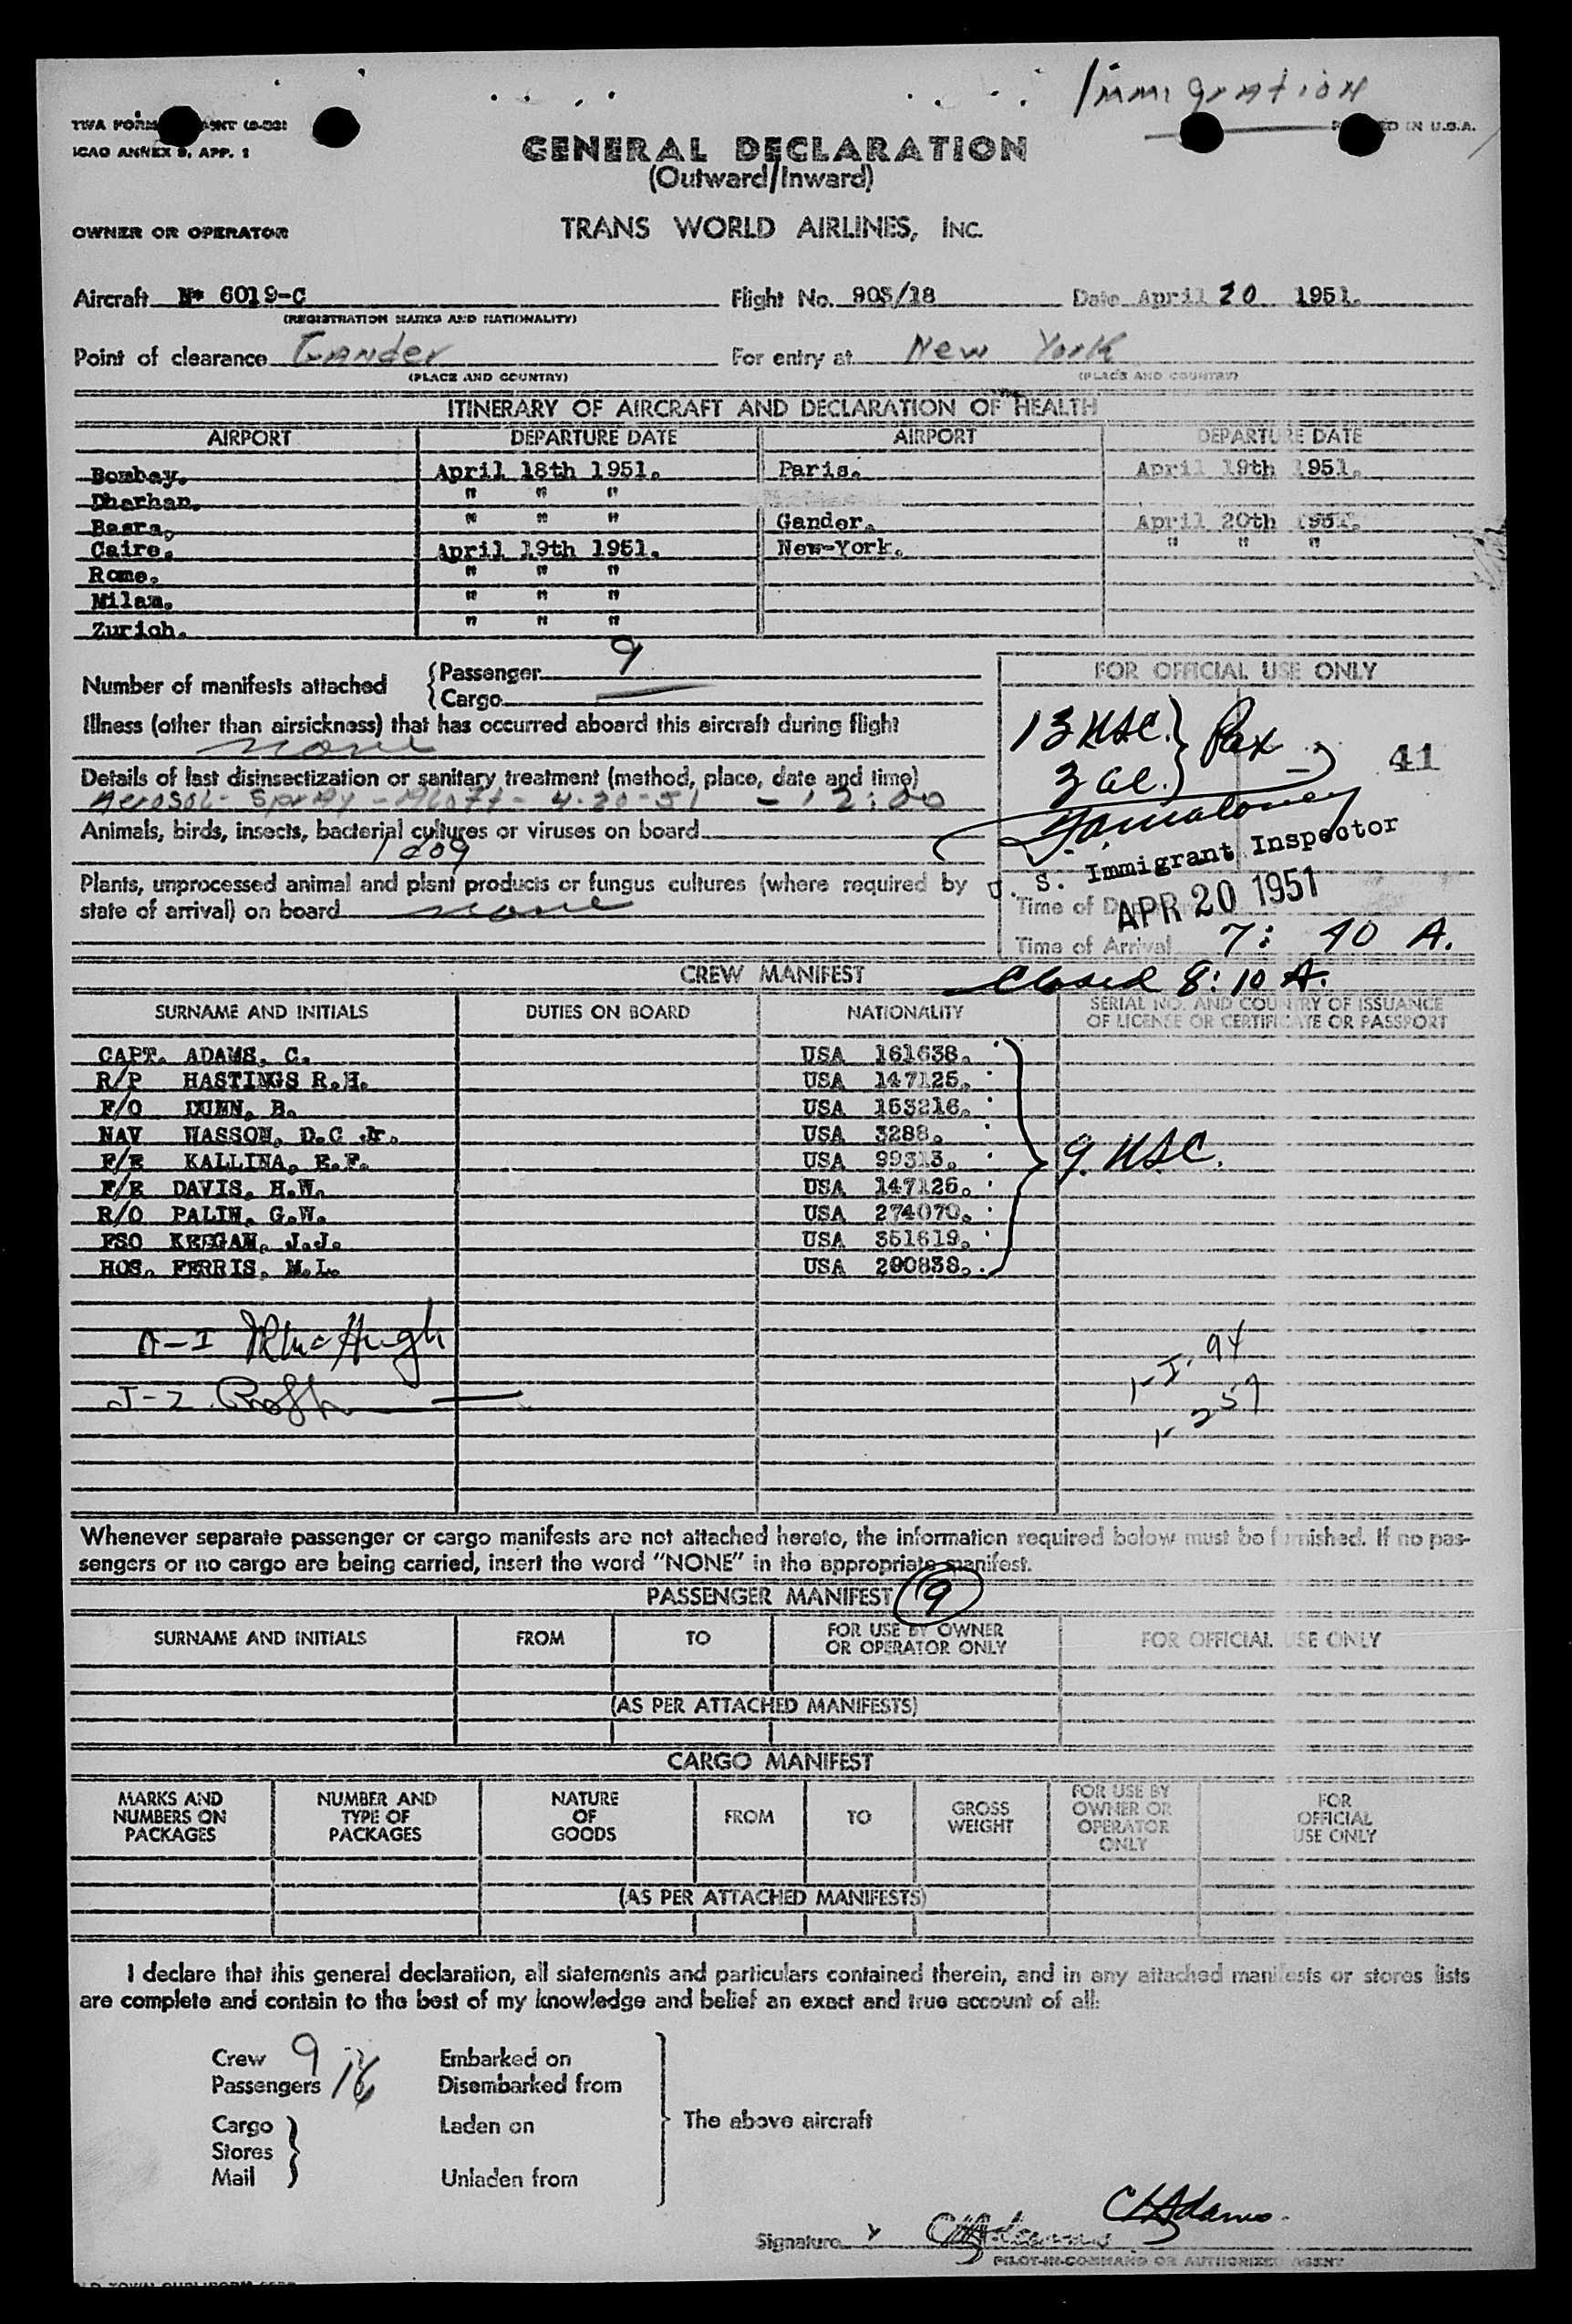 Immigration
TWA FORM
ICAO ANNEX 9, APP. 1
IN U.S.A.
GENERAL DECLARATION
(Outward/Inward)
OWNER OR OPERATOR TRANS WORLD AIRLINES, INC.
Aircraft N* 6019-C Flight No. 903/18 Date April 20 1951.
(REGISTRATION MARKS AND NATIONALITY)
Point of clearance Gander For entry at New York
(PLACE AND COUNTRY) (PLACE AND COUNTRY)
ITINERARY OF AIRCRAFT AND DECLARATION OF HEALTH
AIRPORT DEPARTURE DATE AIRPORT DEPARTURE DATE
Bombay. April 18th 1951. Paris. April 19th 1951.
Dharhan. " " "
Basra. " " " Gander. April 20th 1951.
Cairo. April 19th 1951. New-York. " " "
Rome. " " "
Milan. " " "
Zurich. " " "
Number of manifests attached { Passenger 9
{ Cargo —
Illness (other than airsickness) that has occurred aboard this aircraft during flight
none
Details of last disinsectization or sanitary treatment (method, place, date and time)
Aerosol - Spray - 4-20-51 - 12:00
Animals, birds, insects, bacterial cultures or viruses on board
1 dog
Plants, unprocessed animal and plant products or fungus cultures (where required by
state of arrival) on board none
FOR OFFICIAL USE ONLY
13 USC. } Pax 41
3 al. }
U. S. Immigrant Inspector
Time of
APR 20 1951
Time of Arrival 7: 40 A.
Closed 8:10 A.
CREW MANIFEST
SURNAME AND INITIALS DUTIES ON BOARD NATIONALITY SERIAL NO. AND COUNTRY OF ISSUANCE
OF LICENSE OR CERTIFICATE OR PASSPORT
CAPT. ADAMS, C. USA 161638.
R/P HASTINGS R.H. USA 147125.
F/O DUNN, B. USA 153216.
NAV HASSON, D.C Jr. USA 3288.
F/E KALLINA, E.F. USA 99313. 9 USC.
F/E DAVIS, H.W. USA 147126.
R/O PALIN, G.W. USA 274070.
FSO KEEGAN, J.J. USA 351619.
HOS. FERRIS, M.L. USA 290838.
A-I McHugh
1-I-94
J-2
1-257
Whenever separate passenger or cargo manifests are not attached hereto, the information required below must be furnished. If no pas-
sengers or no cargo are being carried, insert the word "NONE" in the appropriate manifest.
PASSENGER MANIFEST 9
SURNAME AND INITIALS FROM TO FOR USE BY OWNER
OR OPERATOR ONLY FOR OFFICIAL USE ONLY
(AS PER ATTACHED MANIFESTS)
CARGO MANIFEST
MARKS AND
NUMBERS ON
PACKAGES
NUMBER AND
TYPE OF
PACKAGES
NATURE
OF
GOODS
FROM TO
GROSS
WEIGHT
FOR USE BY
OWNER OR
OPERATOR
ONLY
FOR
OFFICIAL
USE ONLY
(AS PER ATTACHED MANIFESTS)
I declare that this general declaration, all statements and particulars contained therein, and in any attached manifests or stores lists
are complete and contain to the best of my knowledge and belief an exact and true account of all:
Crew 9 Embarked on
Passengers 16 Disembarked from
Cargo } Laden on The above aircraft
Stores
Mail } Unladen from
CHAdams
Signature x CHAdams
PILOT-IN-COMMAND OR AUTHORIZED AGENT